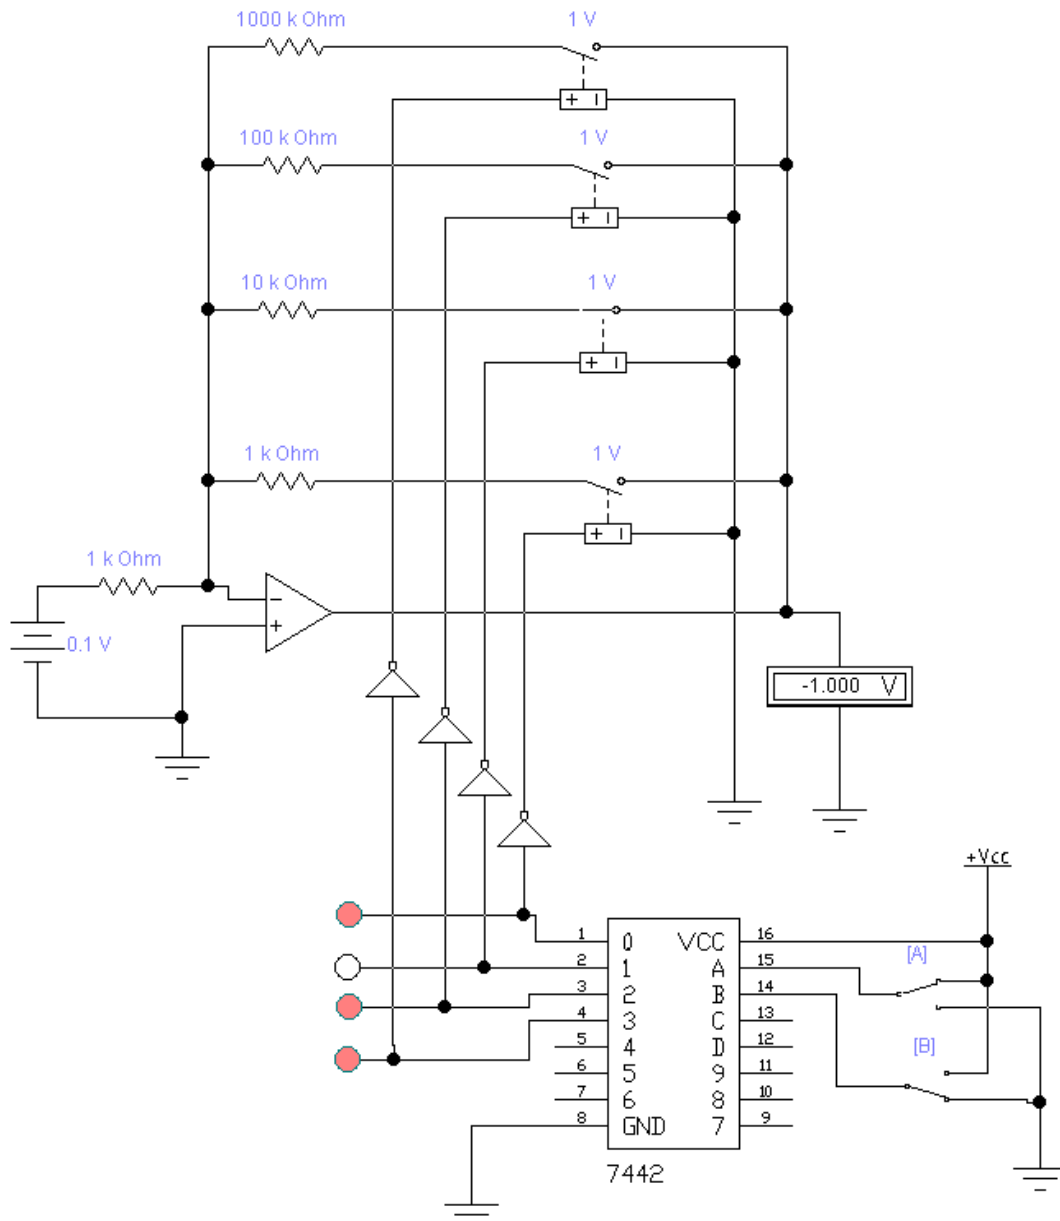 1000 k Ohm 1 V
+ −
100 k Ohm 1 V
+ −
10 k Ohm 1 V
+ −
1 k Ohm 1 V
+ −
1 k Ohm
−
+
0.1 V
-1.000 V
+Vcc
1 0 VCC 16
[A]
2 1 A 15
3 2 B 14
4 3 C 13
[B]
5 4 D 12
6 5 9 11
7 6 8 10
8 GND 7 9
7442